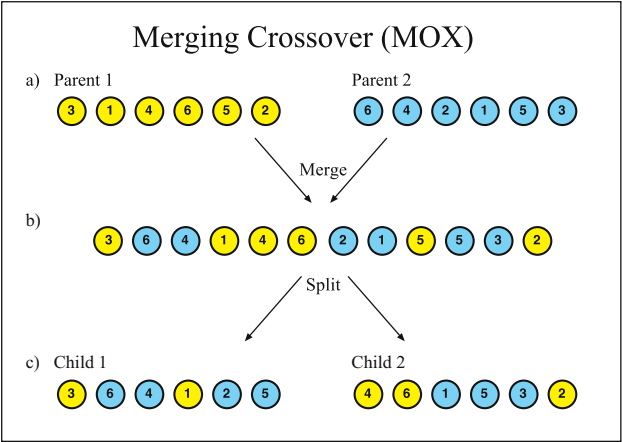 Merging Crossover (MOX)
a) Parent 1 Parent 2
3 1 4 6 5 2 6 4 2 1 5 3
Merge
b)
3 6 4 1 4 6 2 1 5 5 3 2
Split
c) Child 1 Child 2
3 6 4 1 2 5 4 6 1 5 3 2